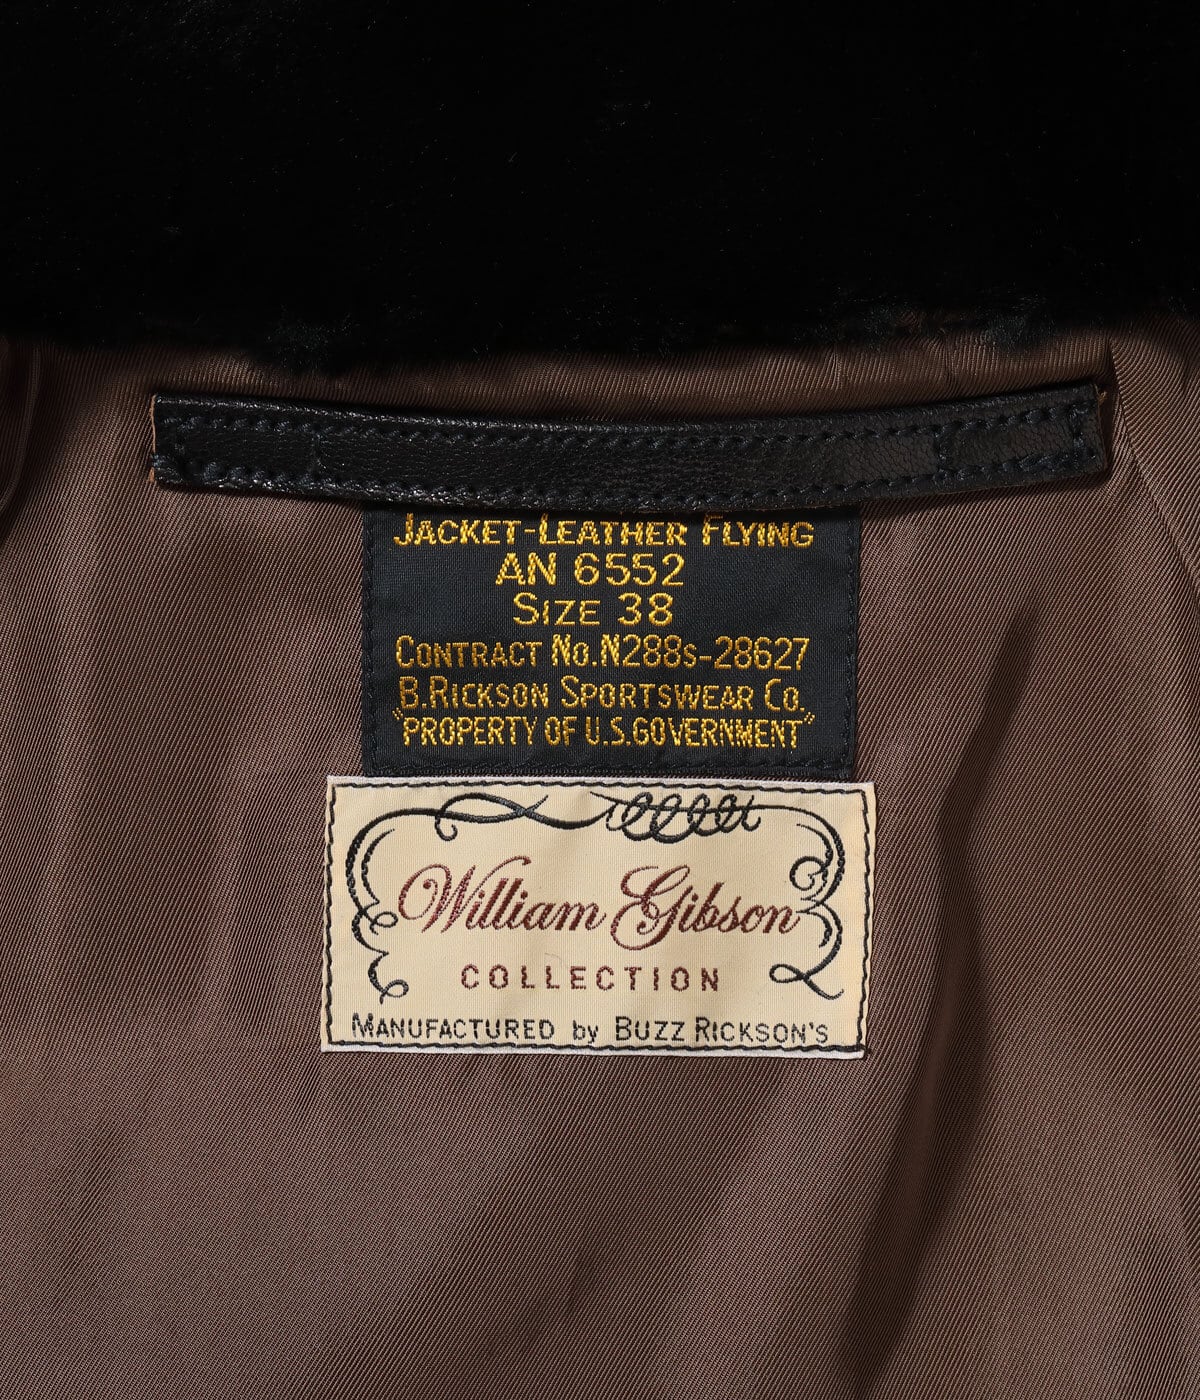 JACKET-LEATHER FLYING
AN 6552
SIZE 38
CONTRACT No.N288s-28627
B.RICKSON SPORTSWEAR CO.
"PROPERTY OF U.S.GOVERNMENT"
William Gibson
COLLECTION
MANUFACTURED by BUZZ RICKSON'S